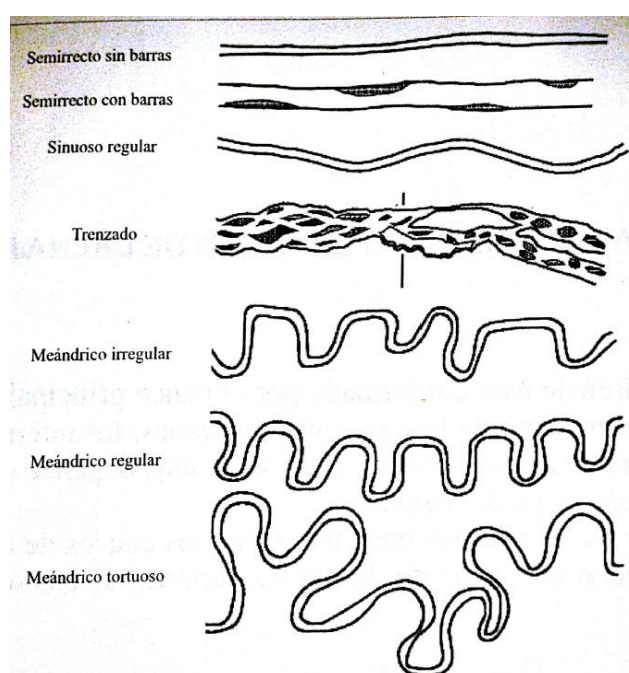 Semirrecto sin barras
Semirrecto con barras
Sinuoso regular
Trenzado
Meándrico irregular
Meándrico regular
Meándrico tortuoso